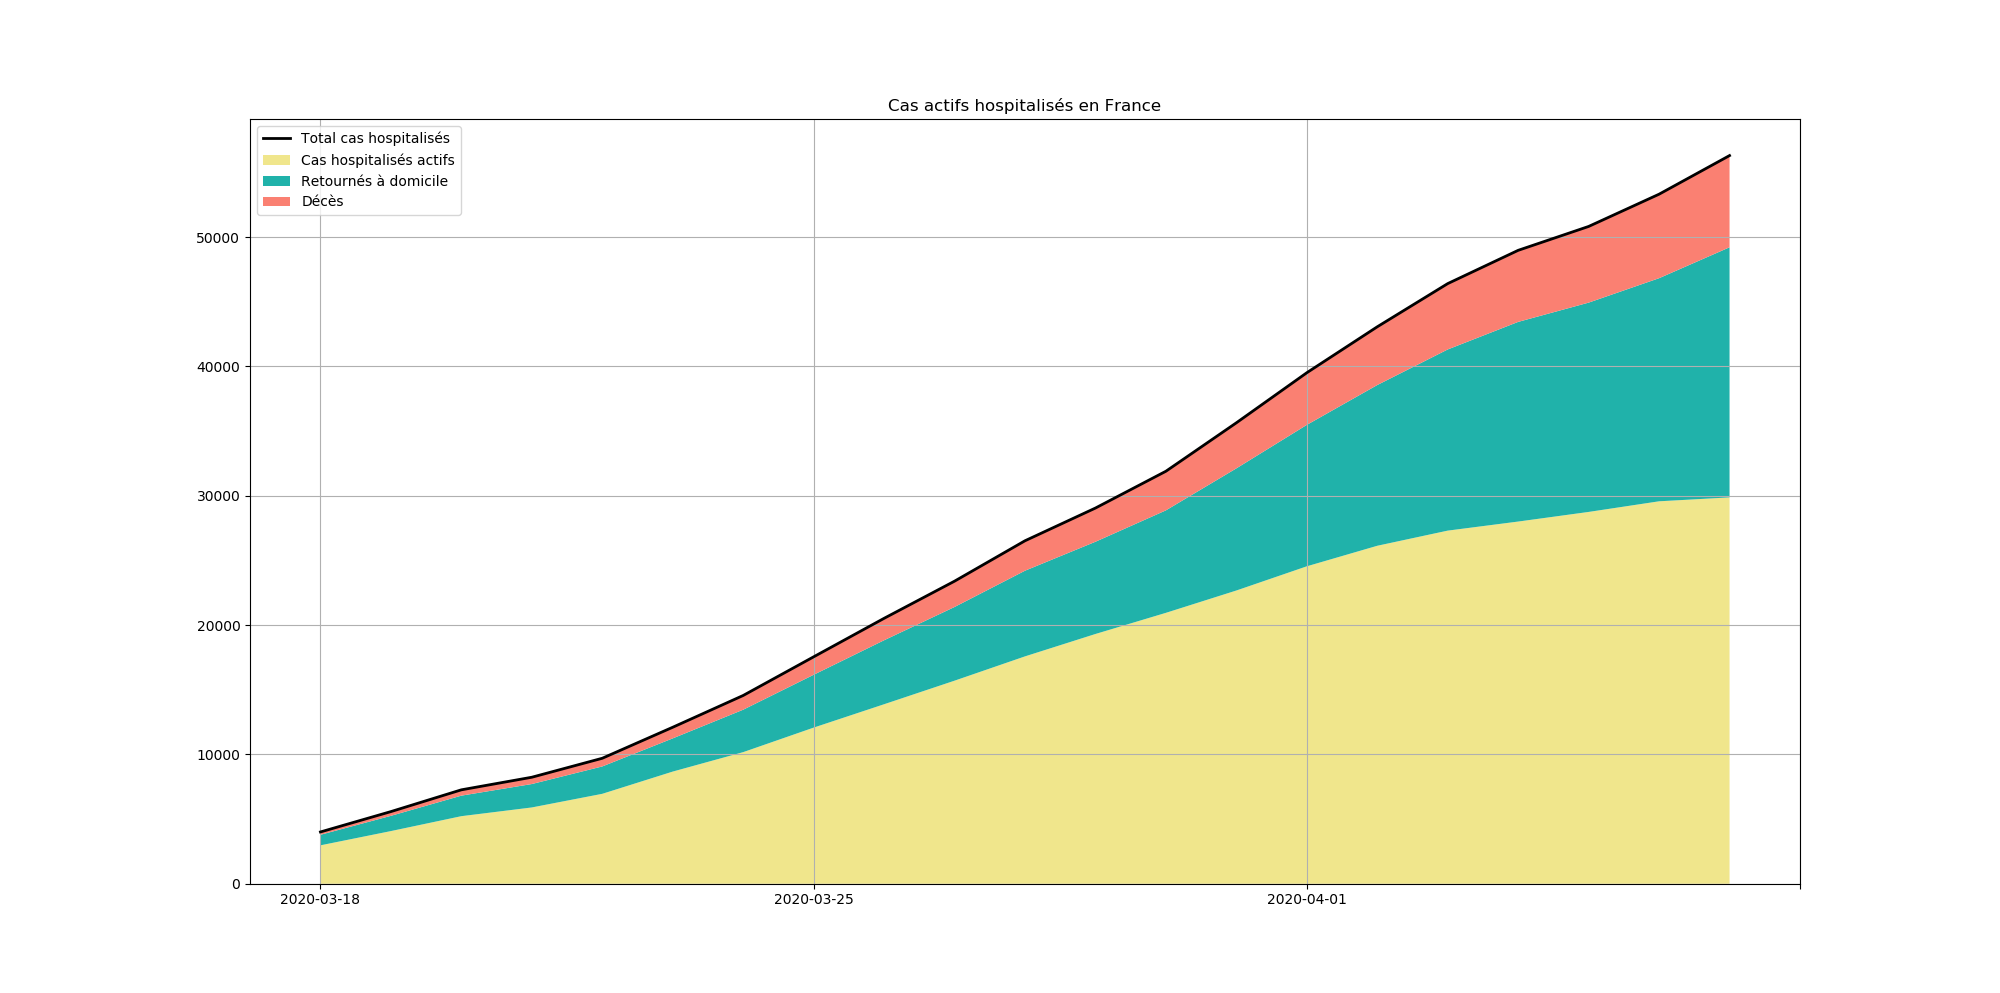 Cas actifs hospitalisés en France
Total cas hospitalisés
Cas hospitalisés actifs
Retournés à domicile
Décès
50000
40000
30000
20000
10000
0
2020-03-18
2020-03-25
2020-04-01